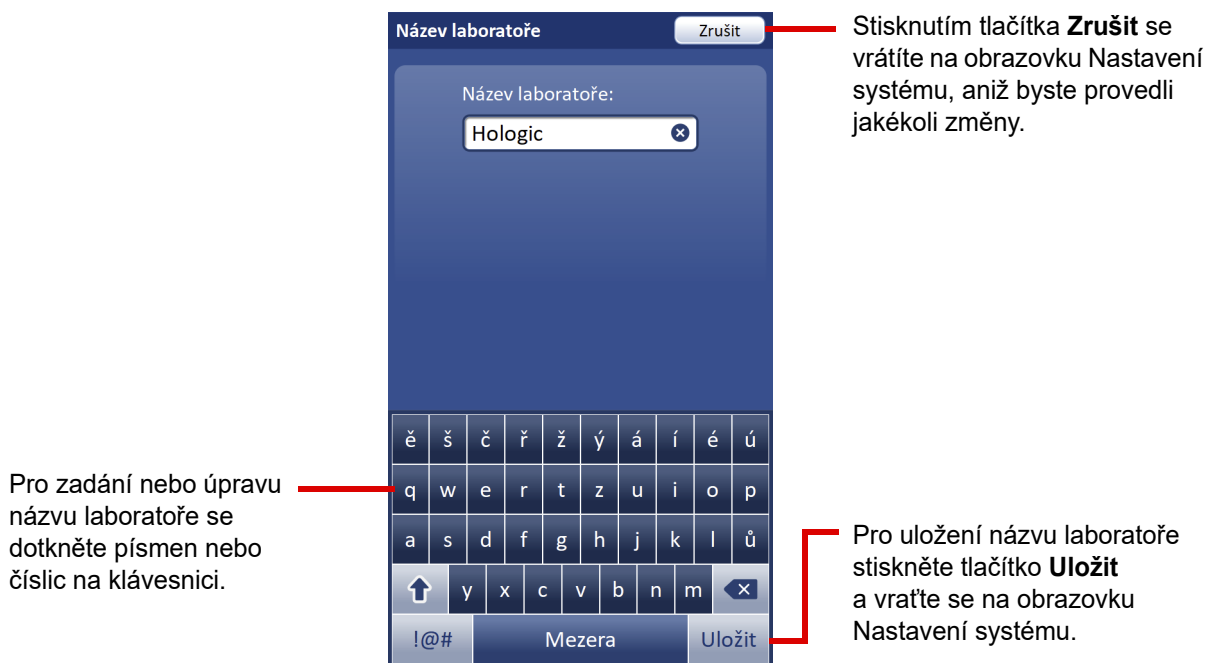 Název laboratoře
Zrušit
Stisknutím tlačítka Zrušit se
vrátíte na obrazovku Nastavení
systému, aniž byste provedli
jakékoli změny.
Název laboratoře:
Hologic
ě š č ř ž ý á í é ú
q w e r t z u i o p
a s d f g h j k l ů
y x c v b n m
!@# Mezera Uložit
Pro zadání nebo úpravu
názvu laboratoře se
dotkněte písmen nebo
číslic na klávesnici.
Pro uložení názvu laboratoře
stiskněte tlačítko Uložit
a vraťte se na obrazovku
Nastavení systému.